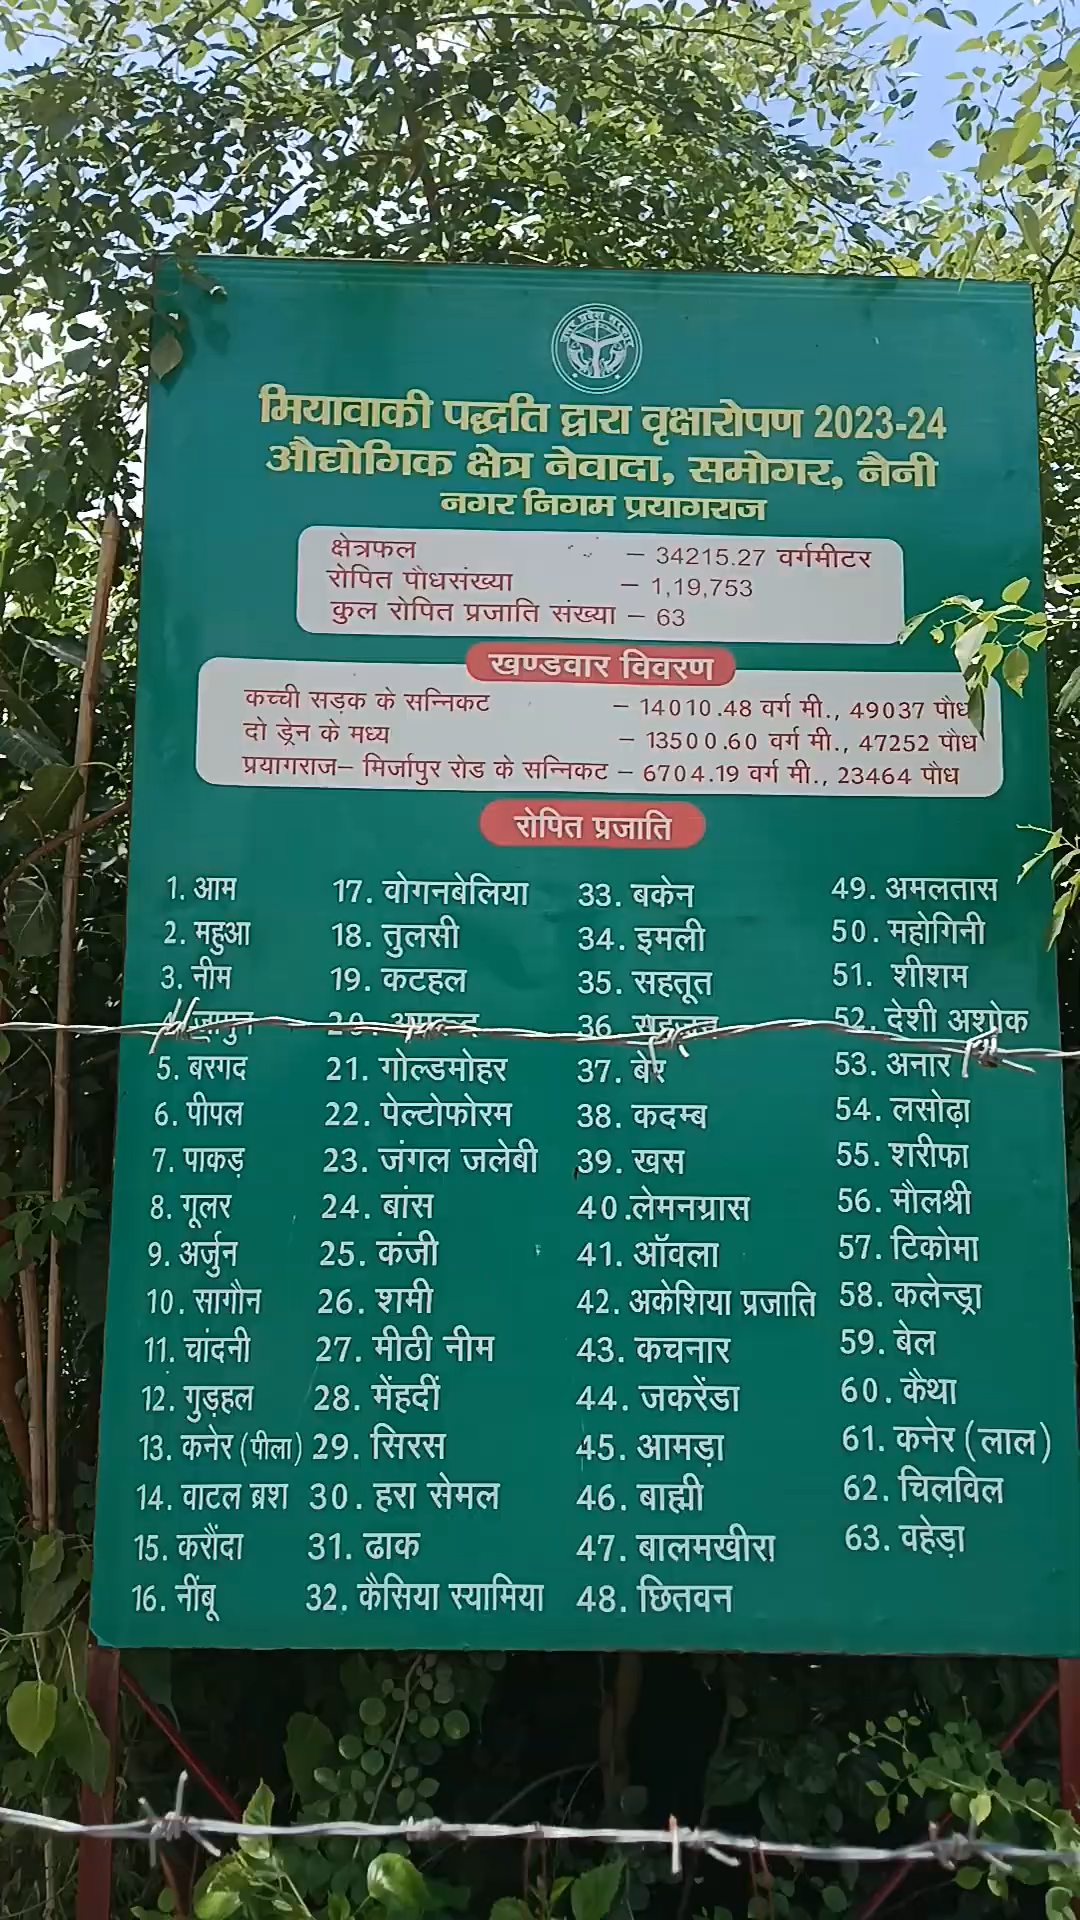 मियावाकी पद्धति द्वारा वृक्षारोपण 2023-24
औद्योगिक क्षेत्र नेवादा, समोगर, नैनी
नगर निगम प्रयागराज
क्षेत्रफल – 34215.27 वर्गमीटर
रोपित पौधसंख्या – 1,19,753
कुल रोपित प्रजाति संख्या – 63
खण्डवार विवरण
कच्ची सड़क के सन्निकट – 14010.48 वर्ग मी., 49037 पौध
दो ड्रेन के मध्य – 13500.60 वर्ग मी., 47252 पौध
प्रयागराज– मिर्जापुर रोड के सन्निकट – 6704.19 वर्ग मी., 23464 पौध
रोपित प्रजाति
1. आम
2. महुआ
3. नीम
4. जामुन
5. बरगद
6. पीपल
7. पाकड़
8. गूलर
9. अर्जुन
10. सागौन
11. चांदनी
12. गुड़हल
13. कनेर (पीला)
14. वाटल ब्रश
15. करौंदा
16. नींबू
17. वोगनबेलिया
18. तुलसी
19. कटहल
20. अमरूद
21. गोल्डमोहर
22. पेल्टोफोरम
23. जंगल जलेबी
24. बांस
25. कंजी
26. शमी
27. मीठी नीम
28. मेंहदीं
29. सिरस
30. हरा सेमल
31. ढाक
32. कैसिया स्यामिया
33. बकेन
34. इमली
35. सहतूत
36. सहजन
37. बेर
38. कदम्ब
39. खस
40.लेमनग्रास
41. ऑवला
42. अकेशिया प्रजाति
43. कचनार
44. जकरेंडा
45. आमड़ा
46. बाह्मी
47. बालमखीरा
48. छितवन
49. अमलतास
50. महोगिनी
51. शीशम
52. देशी अशोक
53. अनार
54. लसोढ़ा
55. शरीफा
56. मौलश्री
57. टिकोमा
58. कलेन्ड्रा
59. बेल
60. कैथा
61. कनेर (लाल)
62. चिलविल
63. वहेड़ा